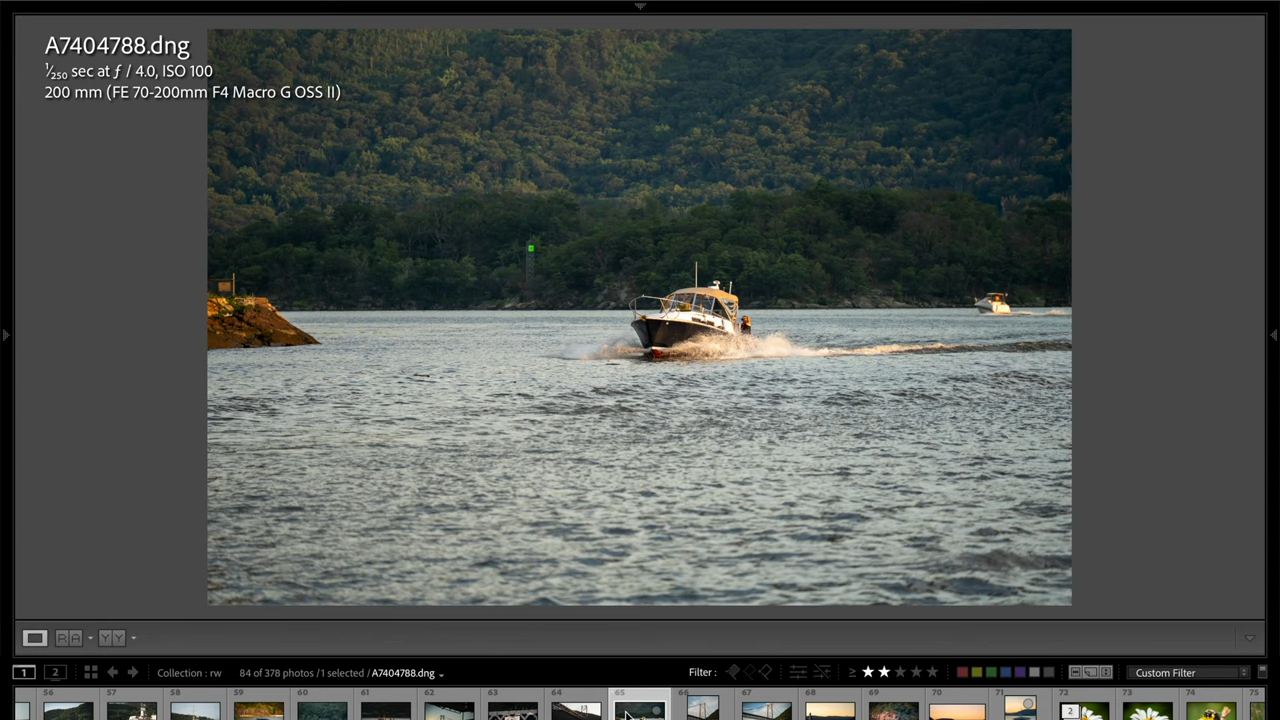 A7404788.dng
1/250 sec at ƒ / 4.0, ISO 100
200 mm (FE 70-200mm F4 Macro G OSS II)
R A Y Y
1 2 Collection : rw 84 of 378 photos / 1 selected / A7404788.dng Filter : ≥ ★★★★★ Custom Filter
56 57 58 59 60 61 62 63 64 65 66 67 68 69 70 71 72 73 74 75
2